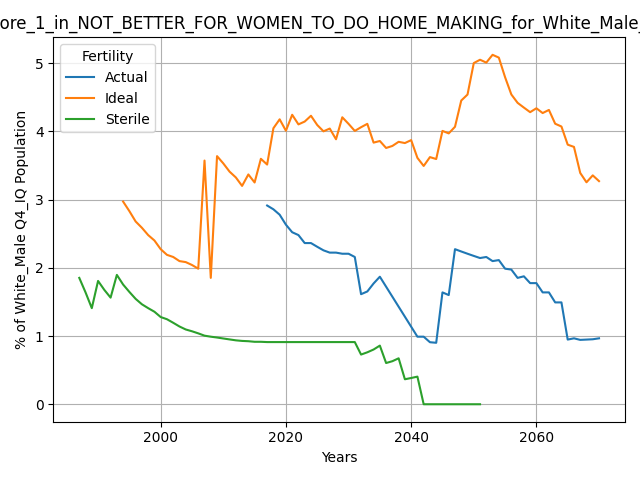 ore_1_in_NOT_BETTER_FOR_WOMEN_TO_DO_HOME_MAKING_for_White_Male_
Fertility
Actual
Ideal
Sterile
% of White_Male Q4_IQ Population
5
4
3
2
1
0
2000 2020 2040 2060
Years